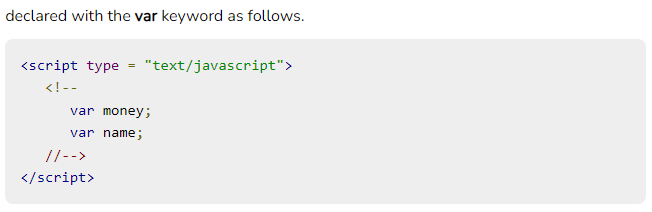 declared with the var keyword as follows.
<script type = "text/javascript">
   <!--
      var money;
      var name;
   //-->
</script>